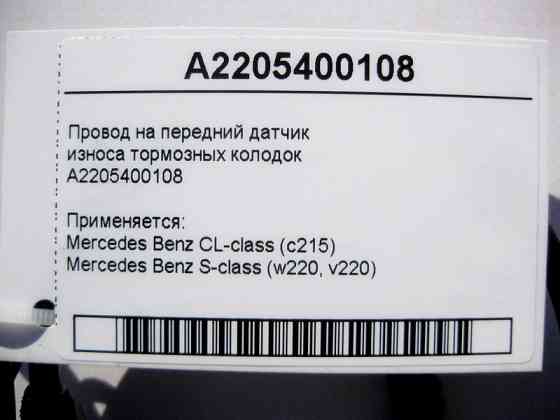 A2205400108
Провод на передний датчик
износа тормозных колодок
A2205400108
Применяется:
Mercedes Benz CL-class (c215)
Mercedes Benz S-class (w220, v220)